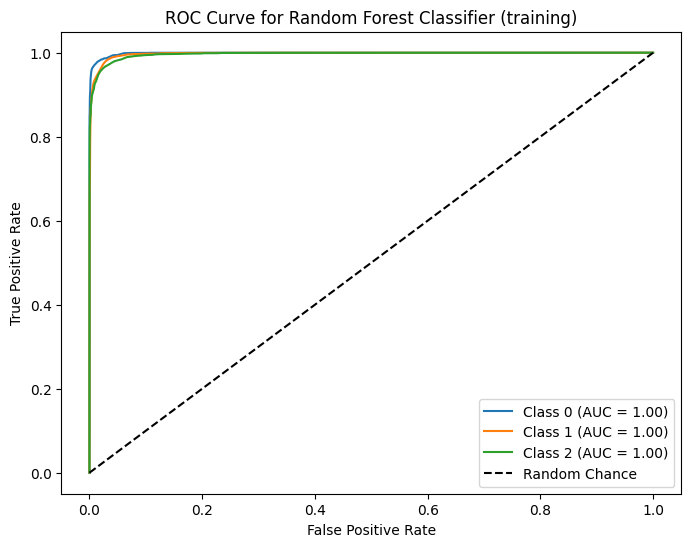 ROC Curve for Random Forest Classifier (training)
1.0
0.8
0.6
0.4
0.2
0.0
True Positive Rate
Class 0 (AUC = 1.00)
Class 1 (AUC = 1.00)
Class 2 (AUC = 1.00)
Random Chance
0.0 0.2 0.4 0.6 0.8 1.0
False Positive Rate